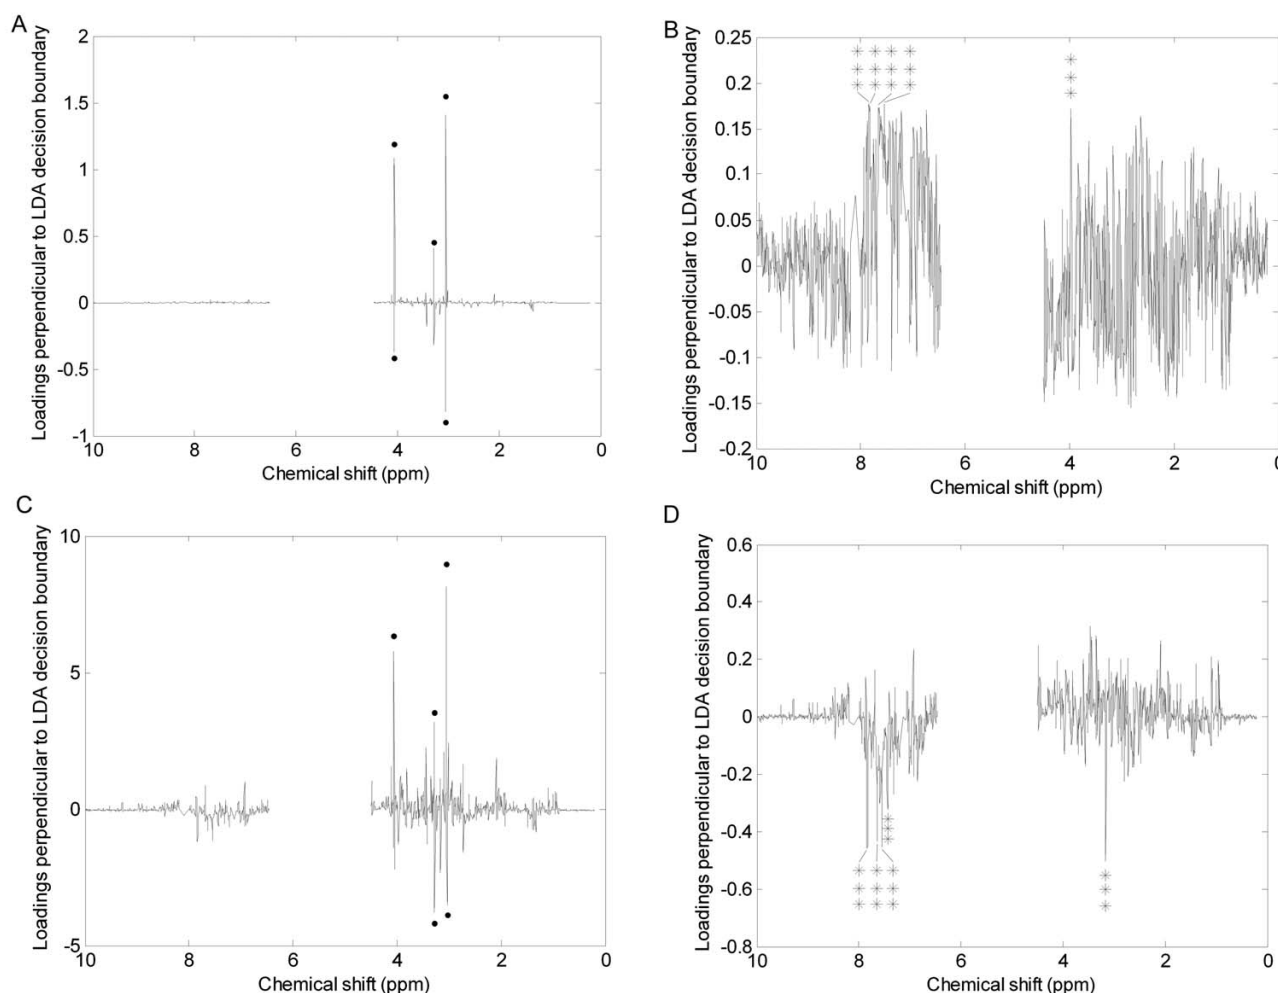 A
Loadings perpendicular to LDA decision boundary
2
1.5
1
0.5
0
-0.5
-1
10 8 6 4 2 0
Chemical shift (ppm)
B
Loadings perpendicular to LDA decision boundary
0.25
0.2
0.15
0.1
0.05
0
-0.05
-0.1
-0.15
-0.2
10 8 6 4 2 0
Chemical shift (ppm)
C
Loadings perpendicular to LDA decision boundary
10
5
0
-5
10 8 6 4 2 0
Chemical shift (ppm)
D
Loadings perpendicular to LDA decision boundary
0.6
0.4
0.2
0
-0.2
-0.4
-0.6
-0.8
10 8 6 4 2 0
Chemical shift (ppm)